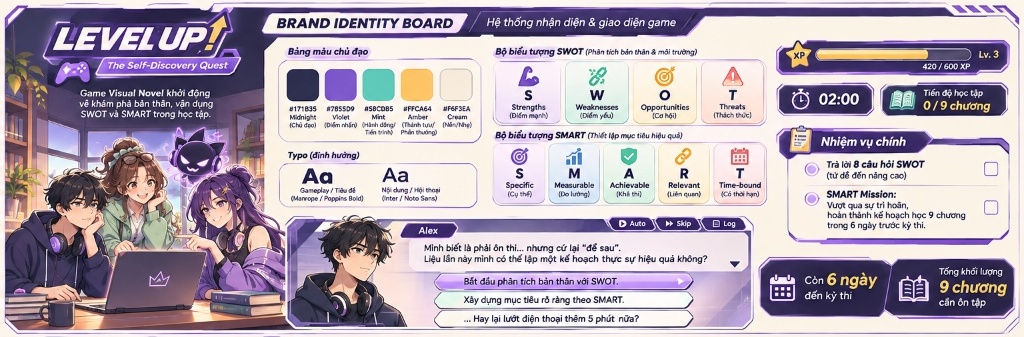 LEVEL UP!
The Self-Discovery Quest
Game Visual Novel khởi động
về khám phá bản thân, vận dụng
SWOT và SMART trong học tập.
BRAND IDENTITY BOARD
Hệ thống nhận diện & giao diện game
Bảng màu chủ đạo
#171B35
Midnight
(Chủ đạo)
#7855D9
Violet
(Điểm nhấn)
#58CDB5
Mint
(Hành động/
Tiến trình)
#FFCA64
Amber
(Thành tựu/
Phần thưởng)
#F6F3EA
Cream
(Nền/Nhẹ)
Typo (định hướng)
Aa
Gameplay / Tiêu đề
(Manrope / Poppins Bold)
Aa
Nội dung / Hội thoại
(Inter / Noto Sans)
Bộ biểu tượng SWOT (Phân tích bản thân & môi trường)
S
Strengths
(Điểm mạnh)
W
Weaknesses
(Điểm yếu)
O
Opportunities
(Cơ hội)
T
Threats
(Thách thức)
Bộ biểu tượng SMART (Thiết lập mục tiêu hiệu quả)
S
Specific
(Cụ thể)
M
Measurable
(Đo lường)
A
Achievable
(Khả thi)
R
Relevant
(Liên quan)
T
Time-bound
(Có thời hạn)
Alex
Auto
Skip
Log
Mình biết là phải ôn thi... nhưng cứ lại "để sau".
Liệu lần này mình có thể lập một kế hoạch thực sự hiệu quả không?
Bắt đầu phân tích bản thân với SWOT.
Xây dựng mục tiêu rõ ràng theo SMART.
... Hay lại lướt điện thoại thêm 5 phút nữa?
XP
Lv. 3
420 / 600 XP
02:00
Tiến độ học tập
0 / 9 chương
Nhiệm vụ chính
Trả lời 8 câu hỏi SWOT
(từ dễ đến nâng cao)
SMART Mission:
Vượt qua sự trì hoãn,
hoàn thành kế hoạch học 9 chương
trong 6 ngày trước kỳ thi.
Còn 6 ngày
đến kỳ thi
Tổng khối lượng
9 chương
cần ôn tập